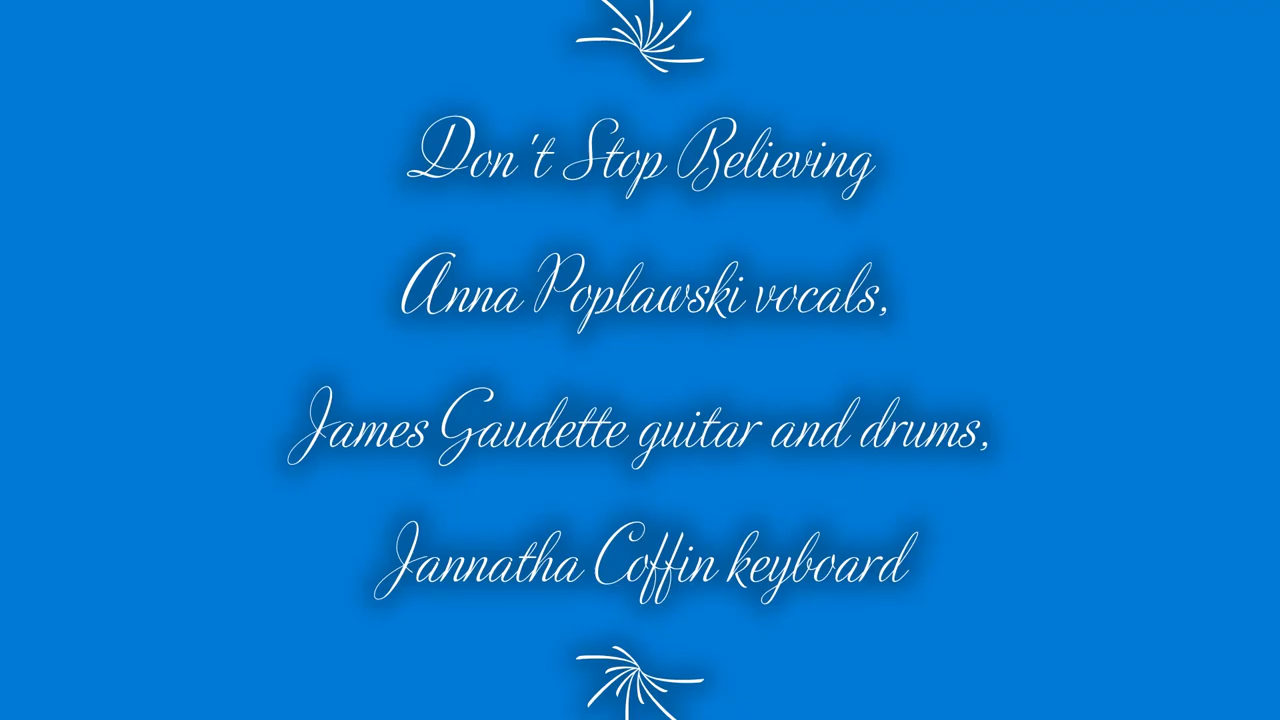 Don't Stop Believing
Anna Poplawski vocals,
James Gaudette guitar and drums,
Jannatha Coffin keyboard